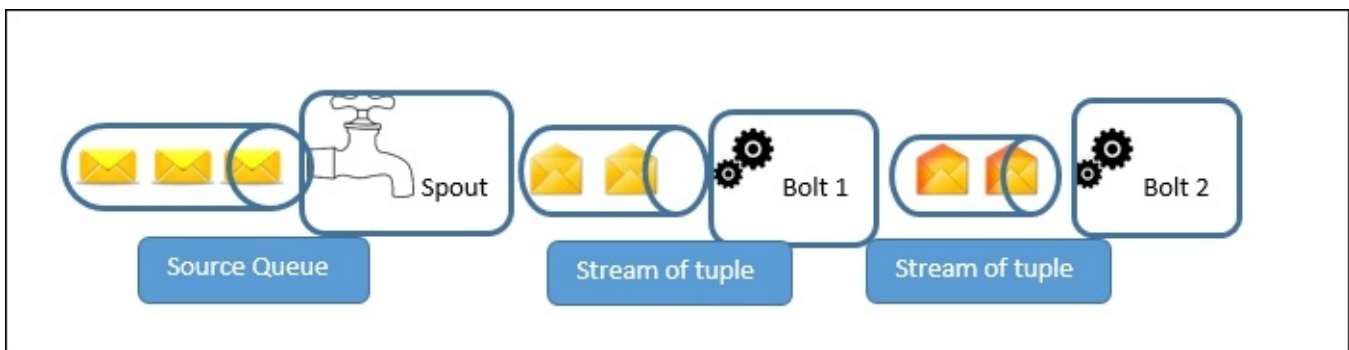 Spout
Bolt 1
Bolt 2
Source Queue
Stream of tuple
Stream of tuple